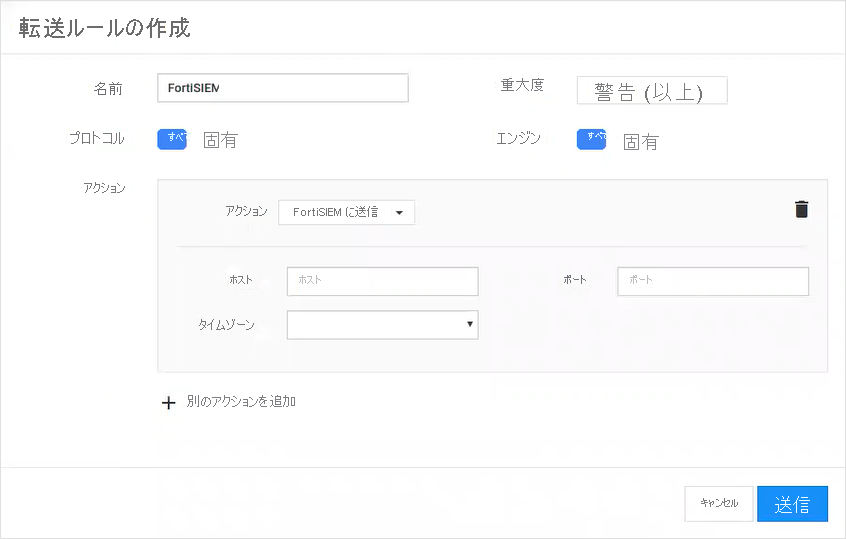 転送ルールの作成
名前 FortiSIEM 重大度 警告 (以上)
プロトコル すべて 固有 エンジン すべて 固有
アクション
アクション FortiSIEM に送信
ホスト ホスト ポート ポート
タイムゾーン
別のアクションを追加
キャンセル 送信